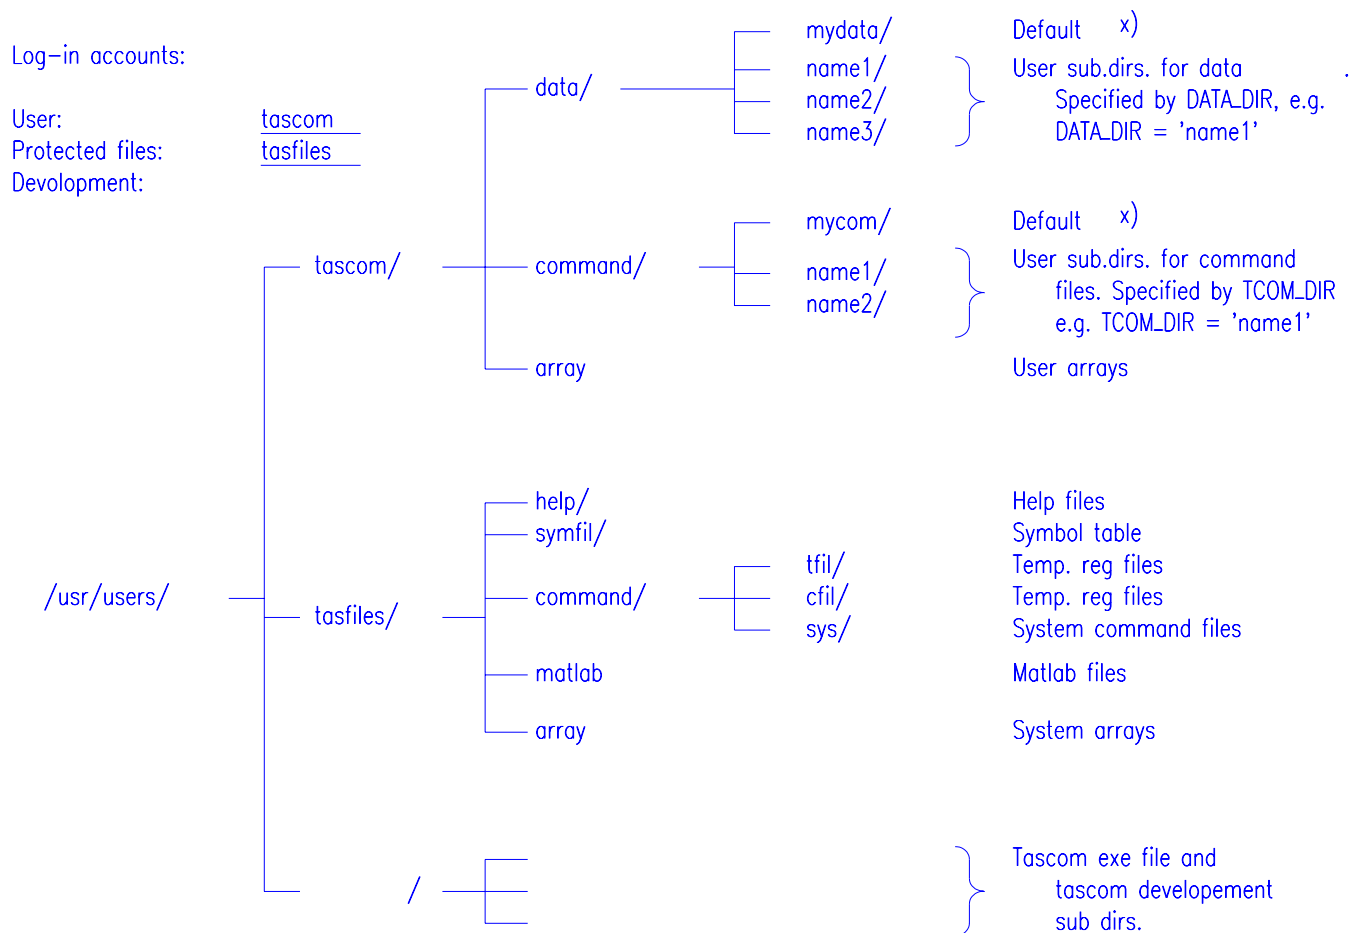 Log-in accounts:
User: tascom
Protected files: tasfiles
Devolopment:
mydata/ Default x)
data/
name1/
name2/
name3/
User sub.dirs. for data .
Specified by DATA_DIR, e.g.
DATA_DIR = 'name1'
mycom/ Default x)
tascom/ command/
name1/
name2/
User sub.dirs. for command
files. Specified by TCOM_DIR
e.g. TCOM_DIR = 'name1'
array User arrays
help/ Help files
symfil/ Symbol table
tfil/ Temp. reg files
/usr/users/ command/ cfil/ Temp. reg files
tasfiles/
sys/ System command files
matlab Matlab files
array System arrays
/
Tascom exe file and
tascom developement
sub dirs.